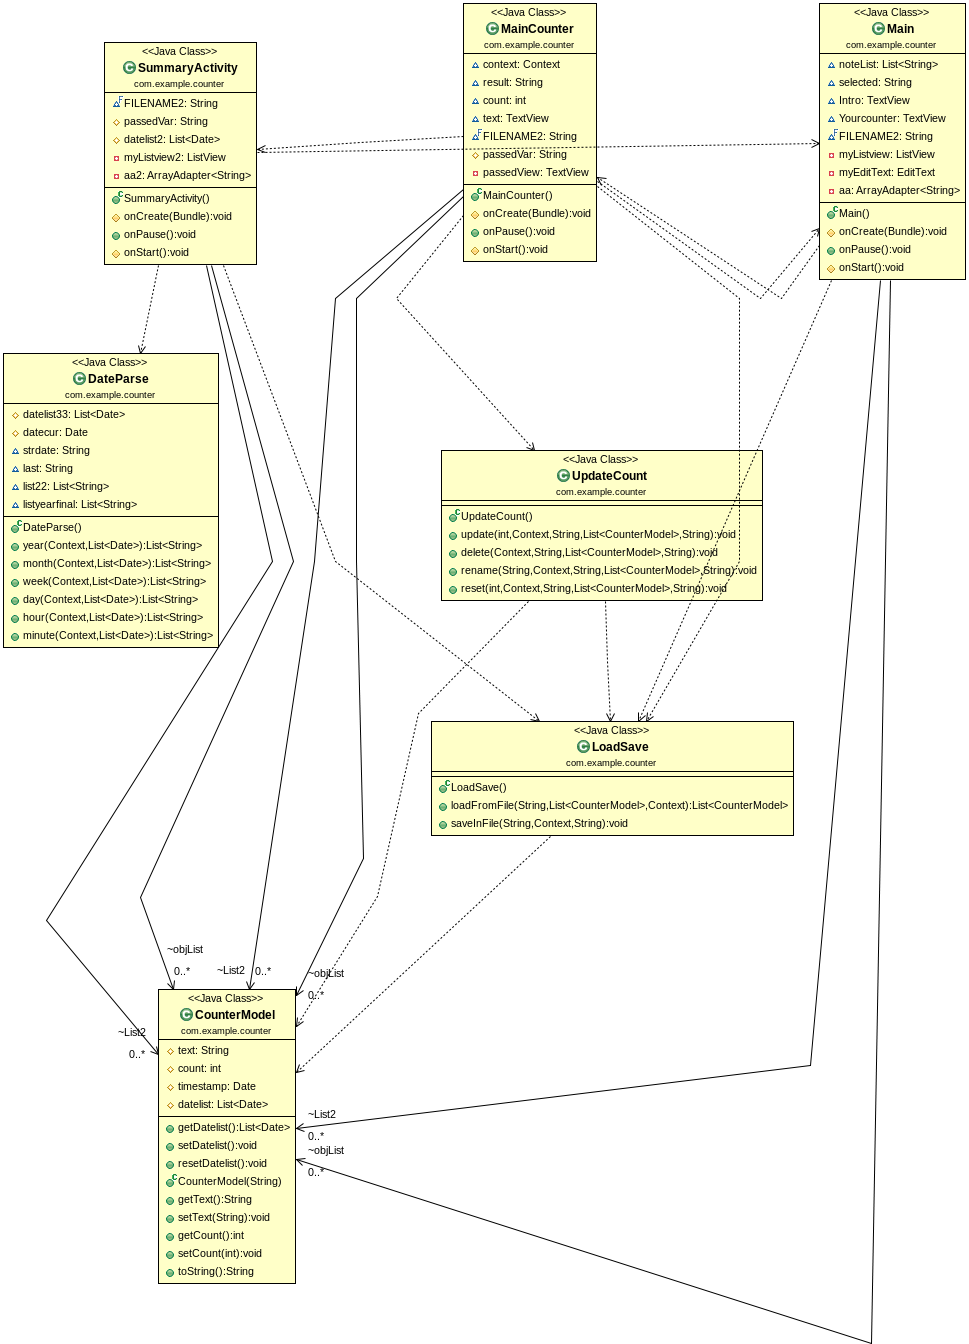 <<Java Class>>
SummaryActivity
com.example.counter
FILENAME2: String
passedVar: String
datelist2: List<Date>
myListview2: ListView
aa2: ArrayAdapter<String>
SummaryActivity()
onCreate(Bundle):void
onPause():void
onStart():void
<<Java Class>>
MainCounter
com.example.counter
context: Context
result: String
count: int
text: TextView
FILENAME2: String
passedVar: String
passedView: TextView
MainCounter()
onCreate(Bundle):void
onPause():void
onStart():void
<<Java Class>>
Main
com.example.counter
noteList: List<String>
selected: String
Intro: TextView
Yourcounter: TextView
FILENAME2: String
myListview: ListView
myEditText: EditText
aa: ArrayAdapter<String>
Main()
onCreate(Bundle):void
onPause():void
onStart():void
<<Java Class>>
DateParse
com.example.counter
datelist33: List<Date>
datecur: Date
strdate: String
last: String
list22: List<String>
listyearfinal: List<String>
DateParse()
year(Context,List<Date>):List<String>
month(Context,List<Date>):List<String>
week(Context,List<Date>):List<String>
day(Context,List<Date>):List<String>
hour(Context,List<Date>):List<String>
minute(Context,List<Date>):List<String>
<<Java Class>>
UpdateCount
com.example.counter
UpdateCount()
update(int,Context,String,List<CounterModel>,String):void
delete(Context,String,List<CounterModel>,String):void
rename(String,Context,String,List<CounterModel>,String):void
reset(int,Context,String,List<CounterModel>,String):void
<<Java Class>>
LoadSave
com.example.counter
LoadSave()
loadFromFile(String,List<CounterModel>,Context):List<CounterModel>
saveInFile(String,Context,String):void
~objList
0..*
~List2
0..*
~objList
0..*
~List2
0..*
<<Java Class>>
CounterModel
com.example.counter
text: String
count: int
timestamp: Date
datelist: List<Date>
getDatelist():List<Date>
setDatelist():void
resetDatelist():void
CounterModel(String)
getText():String
setText(String):void
getCount():int
setCount(int):void
toString():String
~List2
0..*
~objList
0..*